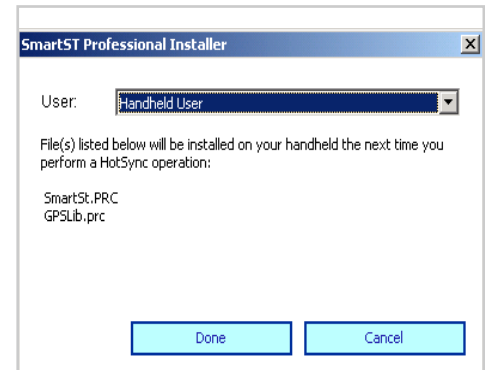 SmartST Professional Installer
User: Handheld User
File(s) listed below will be installed on your handheld the next time you
perform a HotSync operation:
SmartSt.PRC
GPSLib.prc
Done Cancel